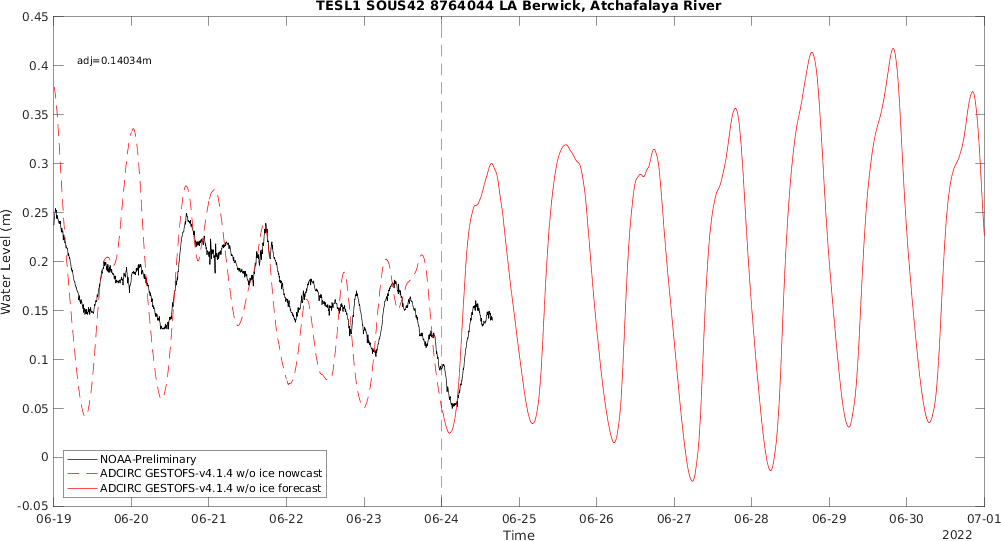 TESL1 SOUS42 8764044 LA Berwick, Atchafalaya River
adj=0.14034m
0.45
0.4
0.35
0.3
0.25
0.2
0.15
0.1
0.05
0
-0.05
Water Level (m)
NOAA-Preliminary
ADCIRC GESTOFS-v4.1.4 w/o ice nowcast
ADCIRC GESTOFS-v4.1.4 w/o ice forecast
06-19 06-20 06-21 06-22 06-23 06-24 06-25 06-26 06-27 06-28 06-29 06-30 07-01
Time
2022